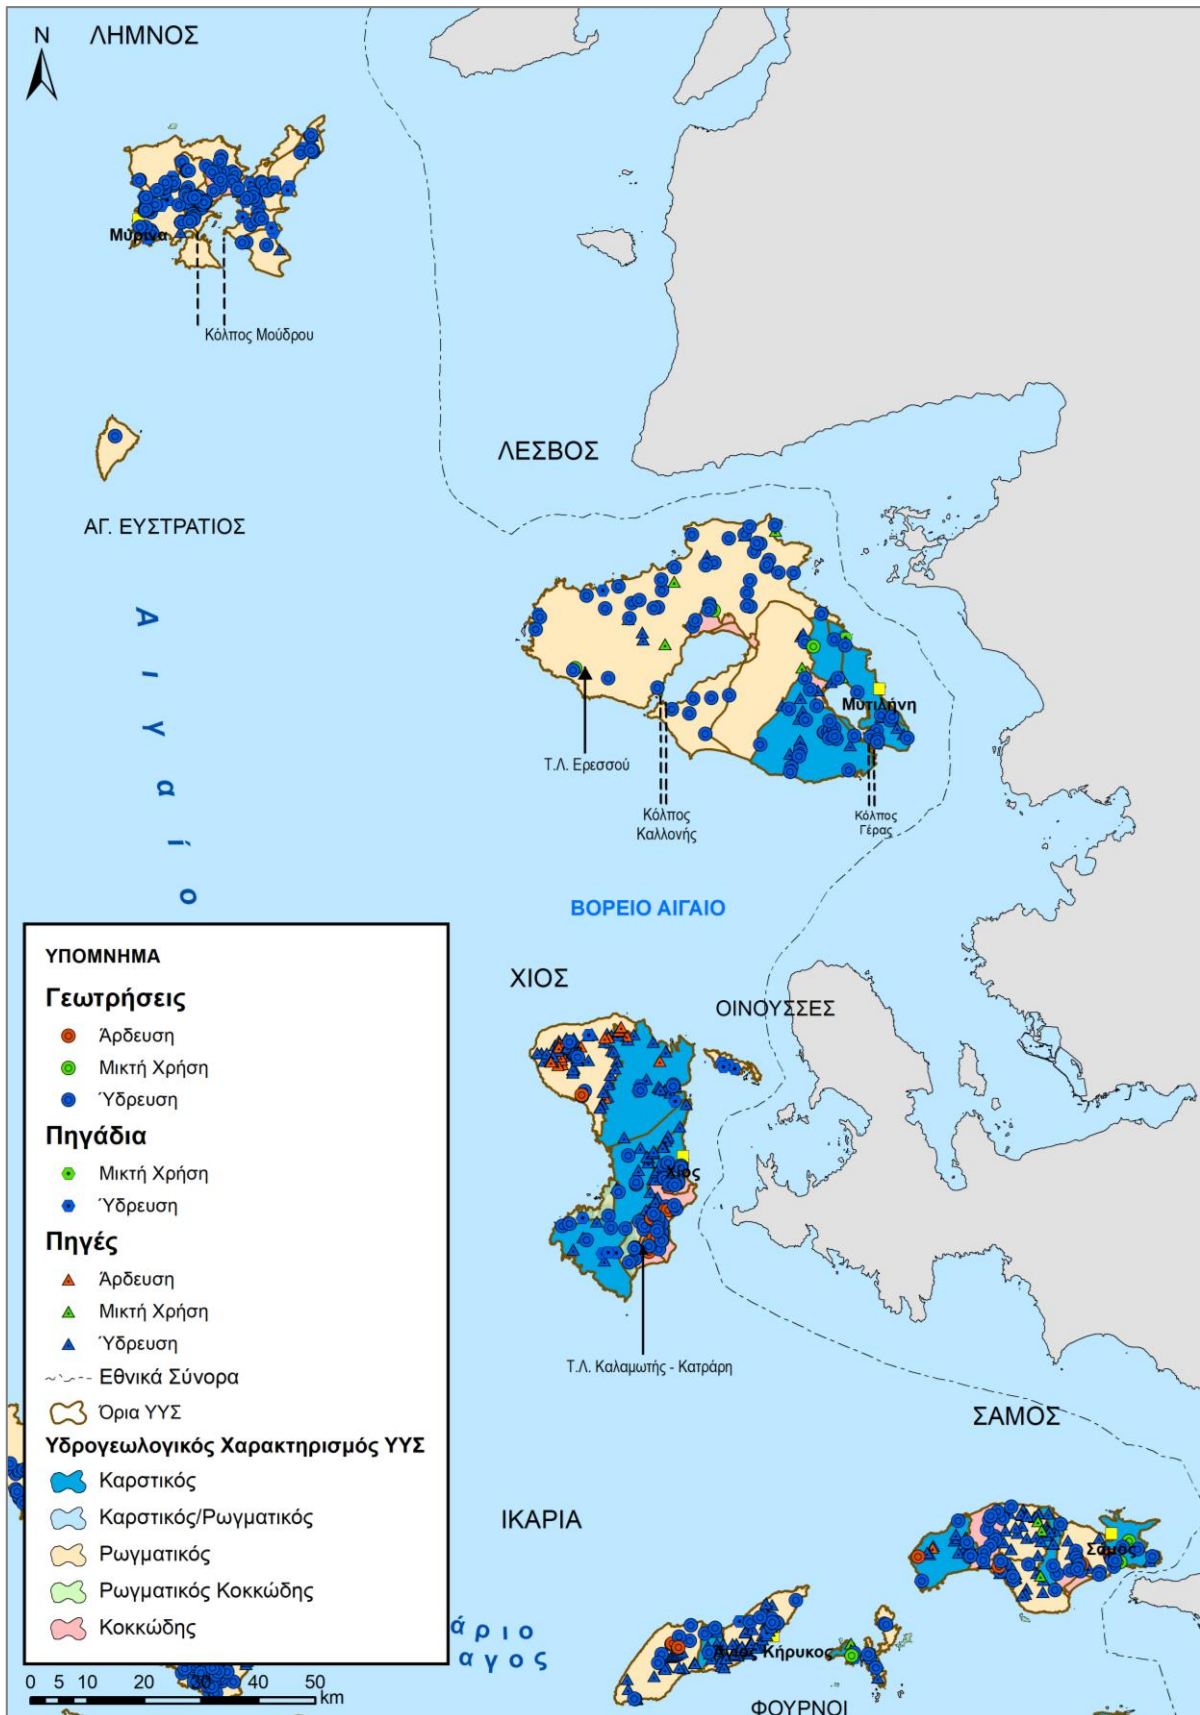 N
ΛΗΜΝΟΣ
Μύρινα
Κόλπος Μούδρου
ΛΕΣΒΟΣ
ΑΓ. ΕΥΣΤΡΑΤΙΟΣ
Αιγαίο
Μυτιλήνη
Τ.Λ. Ερεσσού
Κόλπος
Καλλονής
Κόλπος
Γέρας
ΒΟΡΕΙΟ ΑΙΓΑΙΟ
ΧΙΟΣ
ΟΙΝΟΥΣΣΕΣ
Χίος
Τ.Λ. Καλαμωτής - Κατράρη
ΣΑΜΟΣ
Σάμος
ΙΚΑΡΙΑ
άριο
αγος
Άγιος Κήρυκος
ΦΟΥΡΝΟΙ
ΥΠΟΜΝΗΜΑ
Γεωτρήσεις
Άρδευση
Μικτή Χρήση
Ύδρευση
Πηγάδια
Μικτή Χρήση
Ύδρευση
Πηγές
Άρδευση
Μικτή Χρήση
Ύδρευση
Εθνικά Σύνορα
Όρια ΥΥΣ
Υδρογεωλογικός Χαρακτηρισμός ΥΥΣ
Καρστικός
Καρστικός/Ρωγματικός
Ρωγματικός
Ρωγματικός Κοκκώδης
Κοκκώδης
0 5 10 20 30 40 50
km